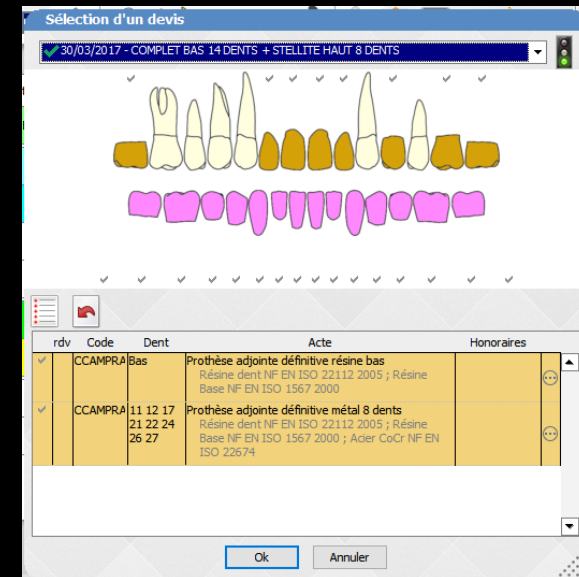 Sélection d'un devis
30/03/2017 - COMPLET BAS 14 DENTS + STELLITE HAUT 8 DENTS
rdv Code Dent Acte Honoraires
CCAMPRA Bas Prothèse adjointe définitive résine bas
Résine dent NF EN ISO 22112 2005 ; Résine
Base NF EN ISO 1567 2000
CCAMPRA 11 12 17 Prothèse adjointe définitive métal 8 dents
21 22 24 Résine dent NF EN ISO 22112 2005 ; Résine
26 27 Base NF EN ISO 1567 2000 ; Acier CoCr NF EN
ISO 22674
Ok Annuler